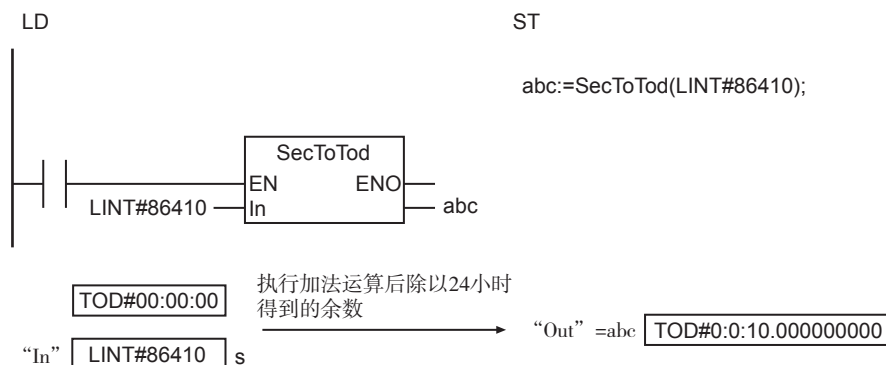 LD
ST
abc:=SecToTod(LINT#86410);
SecToTod
EN ENO
LINT#86410 In abc
TOD#00:00:00
执行加法运算后除以24小时
得到的余数
“In” LINT#86410 s
“Out” =abc TOD#0:0:10.000000000